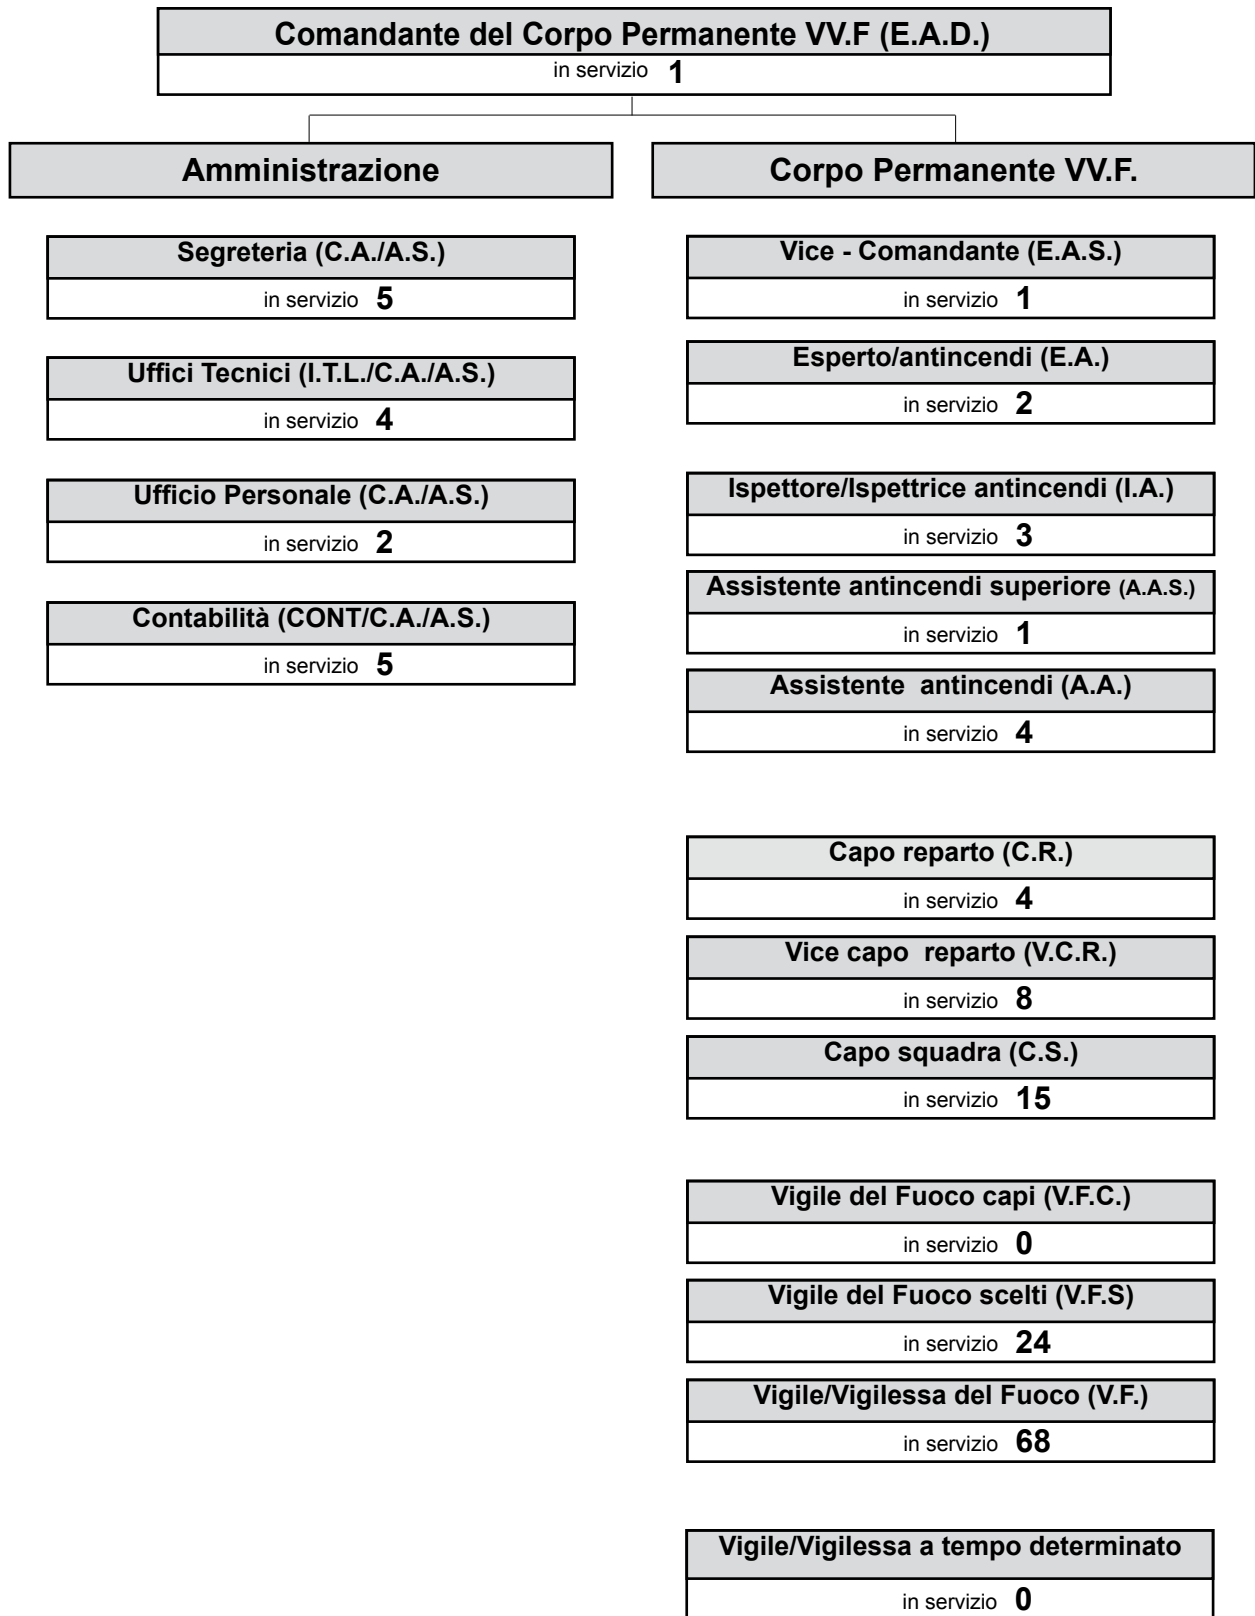 Comandante del Corpo Permanente VV.F (E.A.D.)
in servizio 1
Amministrazione
Segreteria (C.A./A.S.)
in servizio 5
Uffici Tecnici (I.T.L./C.A./A.S.)
in servizio 4
Ufficio Personale (C.A./A.S.)
in servizio 2
Contabilità (CONT/C.A./A.S.)
in servizio 5
Corpo Permanente VV.F.
Vice - Comandante (E.A.S.)
in servizio 1
Esperto/antincendi (E.A.)
in servizio 2
Ispettore/Ispettrice antincendi (I.A.)
in servizio 3
Assistente antincendi superiore (A.A.S.)
in servizio 1
Assistente antincendi (A.A.)
in servizio 4
Capo reparto (C.R.)
in servizio 4
Vice capo reparto (V.C.R.)
in servizio 8
Capo squadra (C.S.)
in servizio 15
Vigile del Fuoco capi (V.F.C.)
in servizio 0
Vigile del Fuoco scelti (V.F.S)
in servizio 24
Vigile/Vigilessa del Fuoco (V.F.)
in servizio 68
Vigile/Vigilessa a tempo determinato
in servizio 0